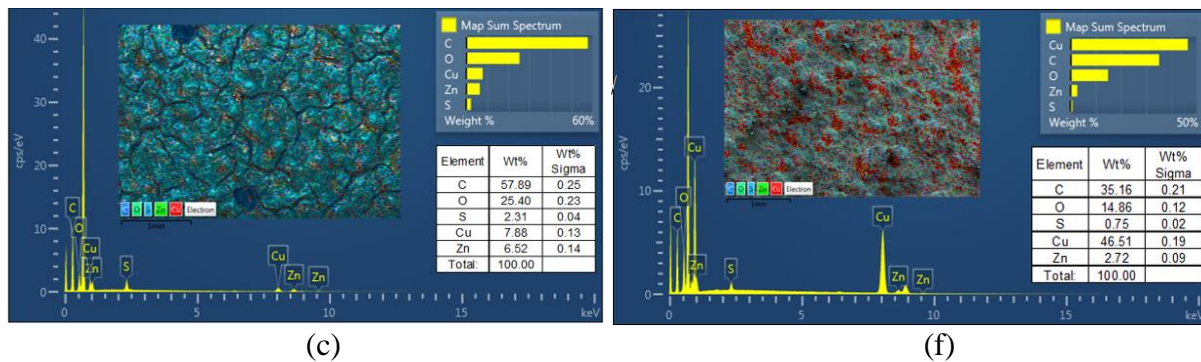 Map Sum Spectrum
C
O
Cu
Zn
S
Weight % 60%
40
30
20
10
0
cps/eV
C
O
Cu
Zn
S
Cu
Zn
Zn
C O S Zn Cu Electron
1mm
Element Wt% Wt% Sigma
C 57.89 0.25
O 25.40 0.23
S 2.31 0.04
Cu 7.88 0.13
Zn 6.52 0.14
Total: 100.00
0 5 10 15 keV
(c)
/
Map Sum Spectrum
Cu
C
O
Zn
S
Weight % 50%
20
10
0
cps/eV
Cu
O
C
Zn
S
Cu
Zn
Zn
C O S Zn Cu Electron
1mm
Element Wt% Wt% Sigma
C 35.16 0.21
O 14.86 0.12
S 0.75 0.02
Cu 46.51 0.19
Zn 2.72 0.09
Total: 100.00
0 5 10 15 keV
(f)